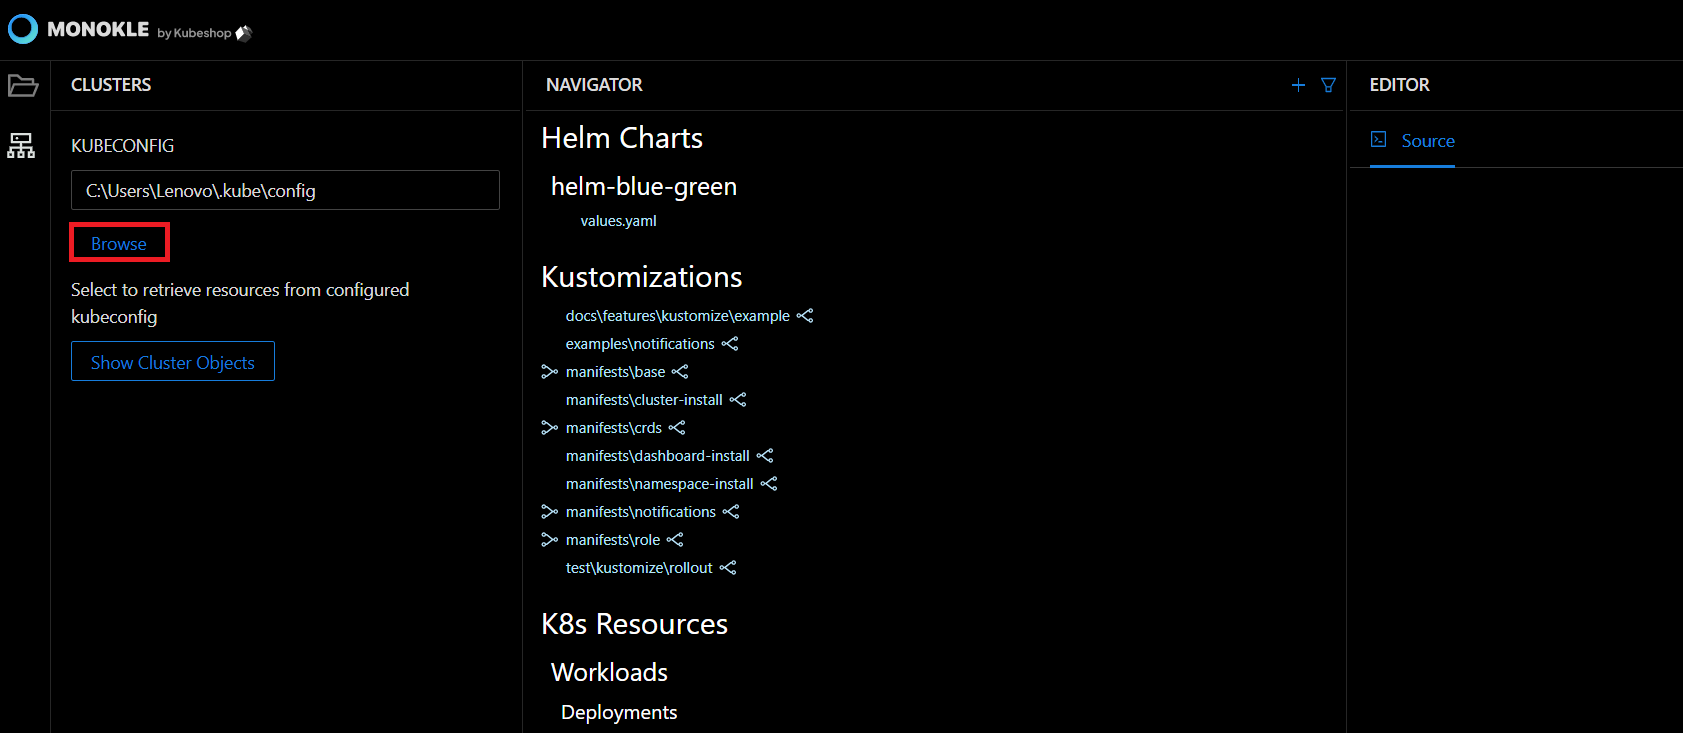 MONOKLE by Kubeshop
CLUSTERS
KUBECONFIG
C:\Users\Lenovo\.kube\config
Browse
Select to retrieve resources from configured
kubeconfig
Show Cluster Objects
NAVIGATOR
Helm Charts
helm-blue-green
values.yaml
Kustomizations
docs\features\kustomize\example
examples\notifications
manifests\base
manifests\cluster-install
manifests\crds
manifests\dashboard-install
manifests\namespace-install
manifests\notifications
manifests\role
test\kustomize\rollout
K8s Resources
Workloads
Deployments
EDITOR
Source